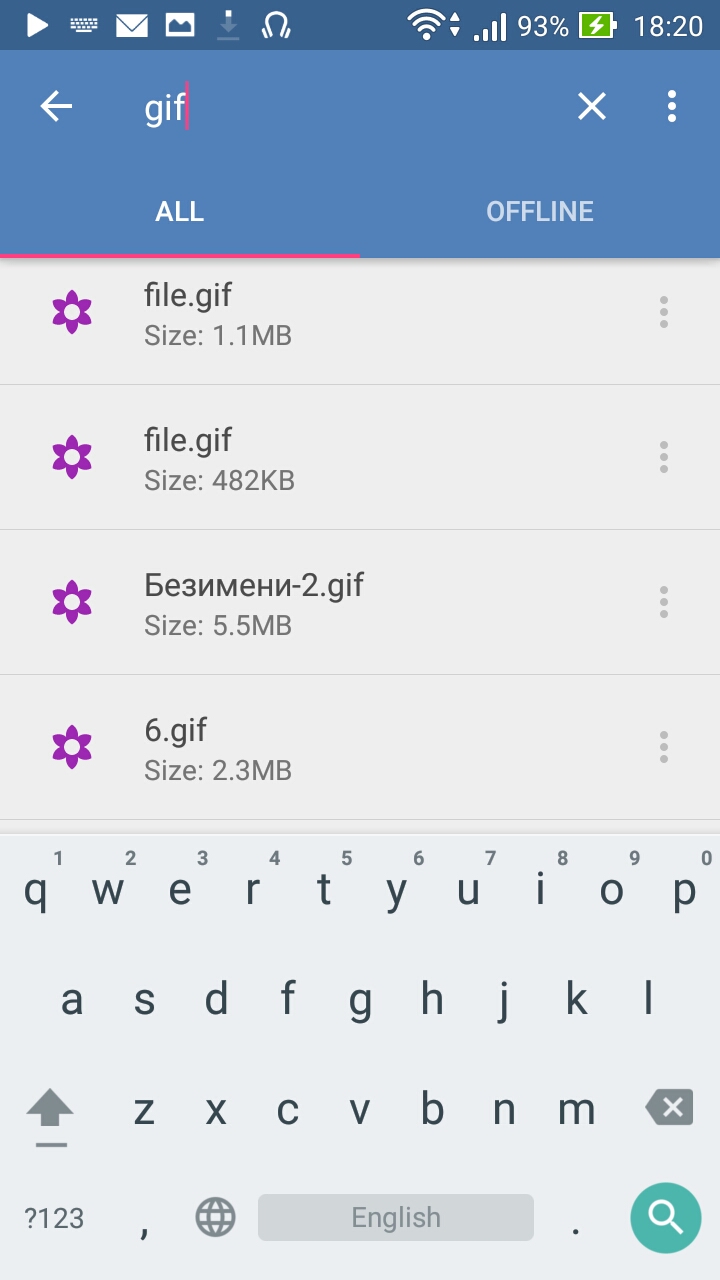 93% 18:20
gif
ALL OFFLINE
file.gif
Size: 1.1MB
file.gif
Size: 482KB
Безимени-2.gif
Size: 5.5MB
6.gif
Size: 2.3MB
1 2 3 4 5 6 7 8 9 0
q w e r t y u i o p
a s d f g h j k l
z x c v b n m
?123 , English .